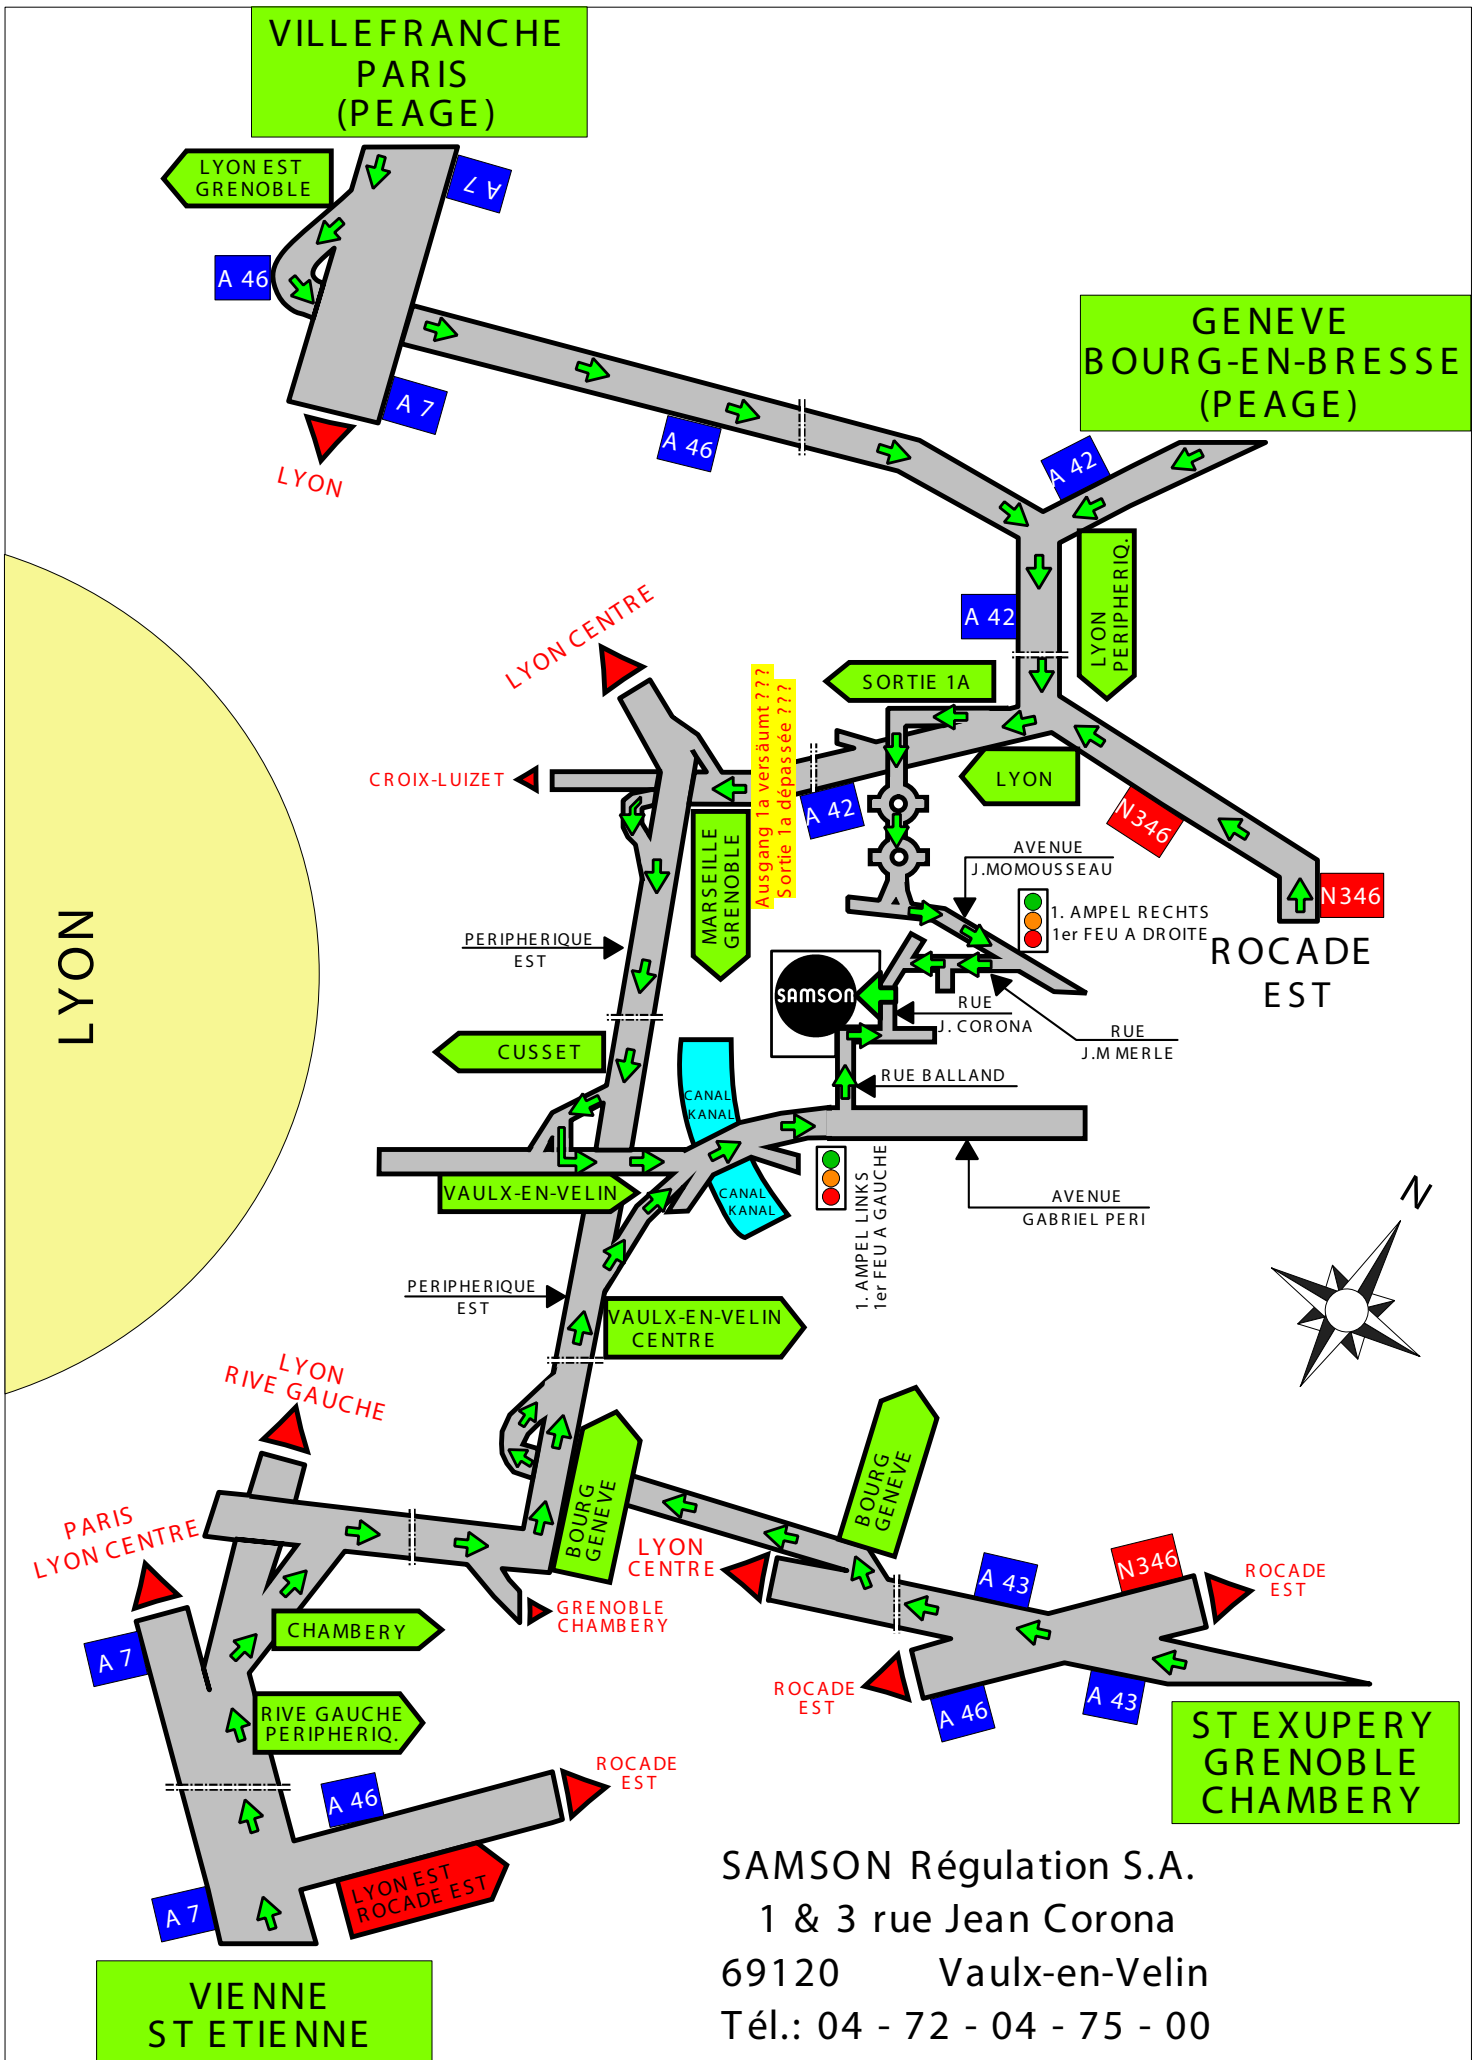 VILLEFRANCHE
PARIS
(PEAGE)
LYON EST
GRENOBLE
A 7
A 46
A 7
LYON
A 46
GENEVE
BOURG-EN-BRESSE
(PEAGE)
A 42
LYON
PERIPHERIQ.
A 42
LYON CENTRE
SORTIE 1A
Ausgang 1a versäumt ???
Sortie 1a dépassée ???
CROIX-LUIZET
LYON
A 42
N346
MARSEILLE
GRENOBLE
AVENUE
J.MOMOUSSEAU
1. AMPEL RECHTS
1er FEU A DROITE
N346
ROCADE
EST
LYON
PERIPHERIQUE
EST
SAMSON
RUE
J. CORONA
RUE
J.M MERLE
CUSSET
RUE BALLAND
CANAL
KANAL
VAULX-EN-VELIN
CANAL
KANAL
1. AMPEL LINKS
1er FEU A GAUCHE
AVENUE
GABRIEL PERI
N
PERIPHERIQUE
EST
VAULX-EN-VELIN
CENTRE
LYON
RIVE GAUCHE
BOURG
GENEVE
BOURG
GENEVE
PARIS
LYON CENTRE
LYON
CENTRE
A 43
N346
ROCADE
EST
GRENOBLE
CHAMBERY
CHAMBERY
A 7
ROCADE
EST
A 46
A 43
RIVE GAUCHE
PERIPHERIQ.
ST EXUPERY
GRENOBLE
CHAMBERY
ROCADE
EST
A 46
LYON EST
ROCADE EST
A 7
VIENNE
ST ETIENNE
SAMSON Régulation S.A.
1 & 3 rue Jean Corona
69120 Vaulx-en-Velin
Tél.: 04 - 72 - 04 - 75 - 00